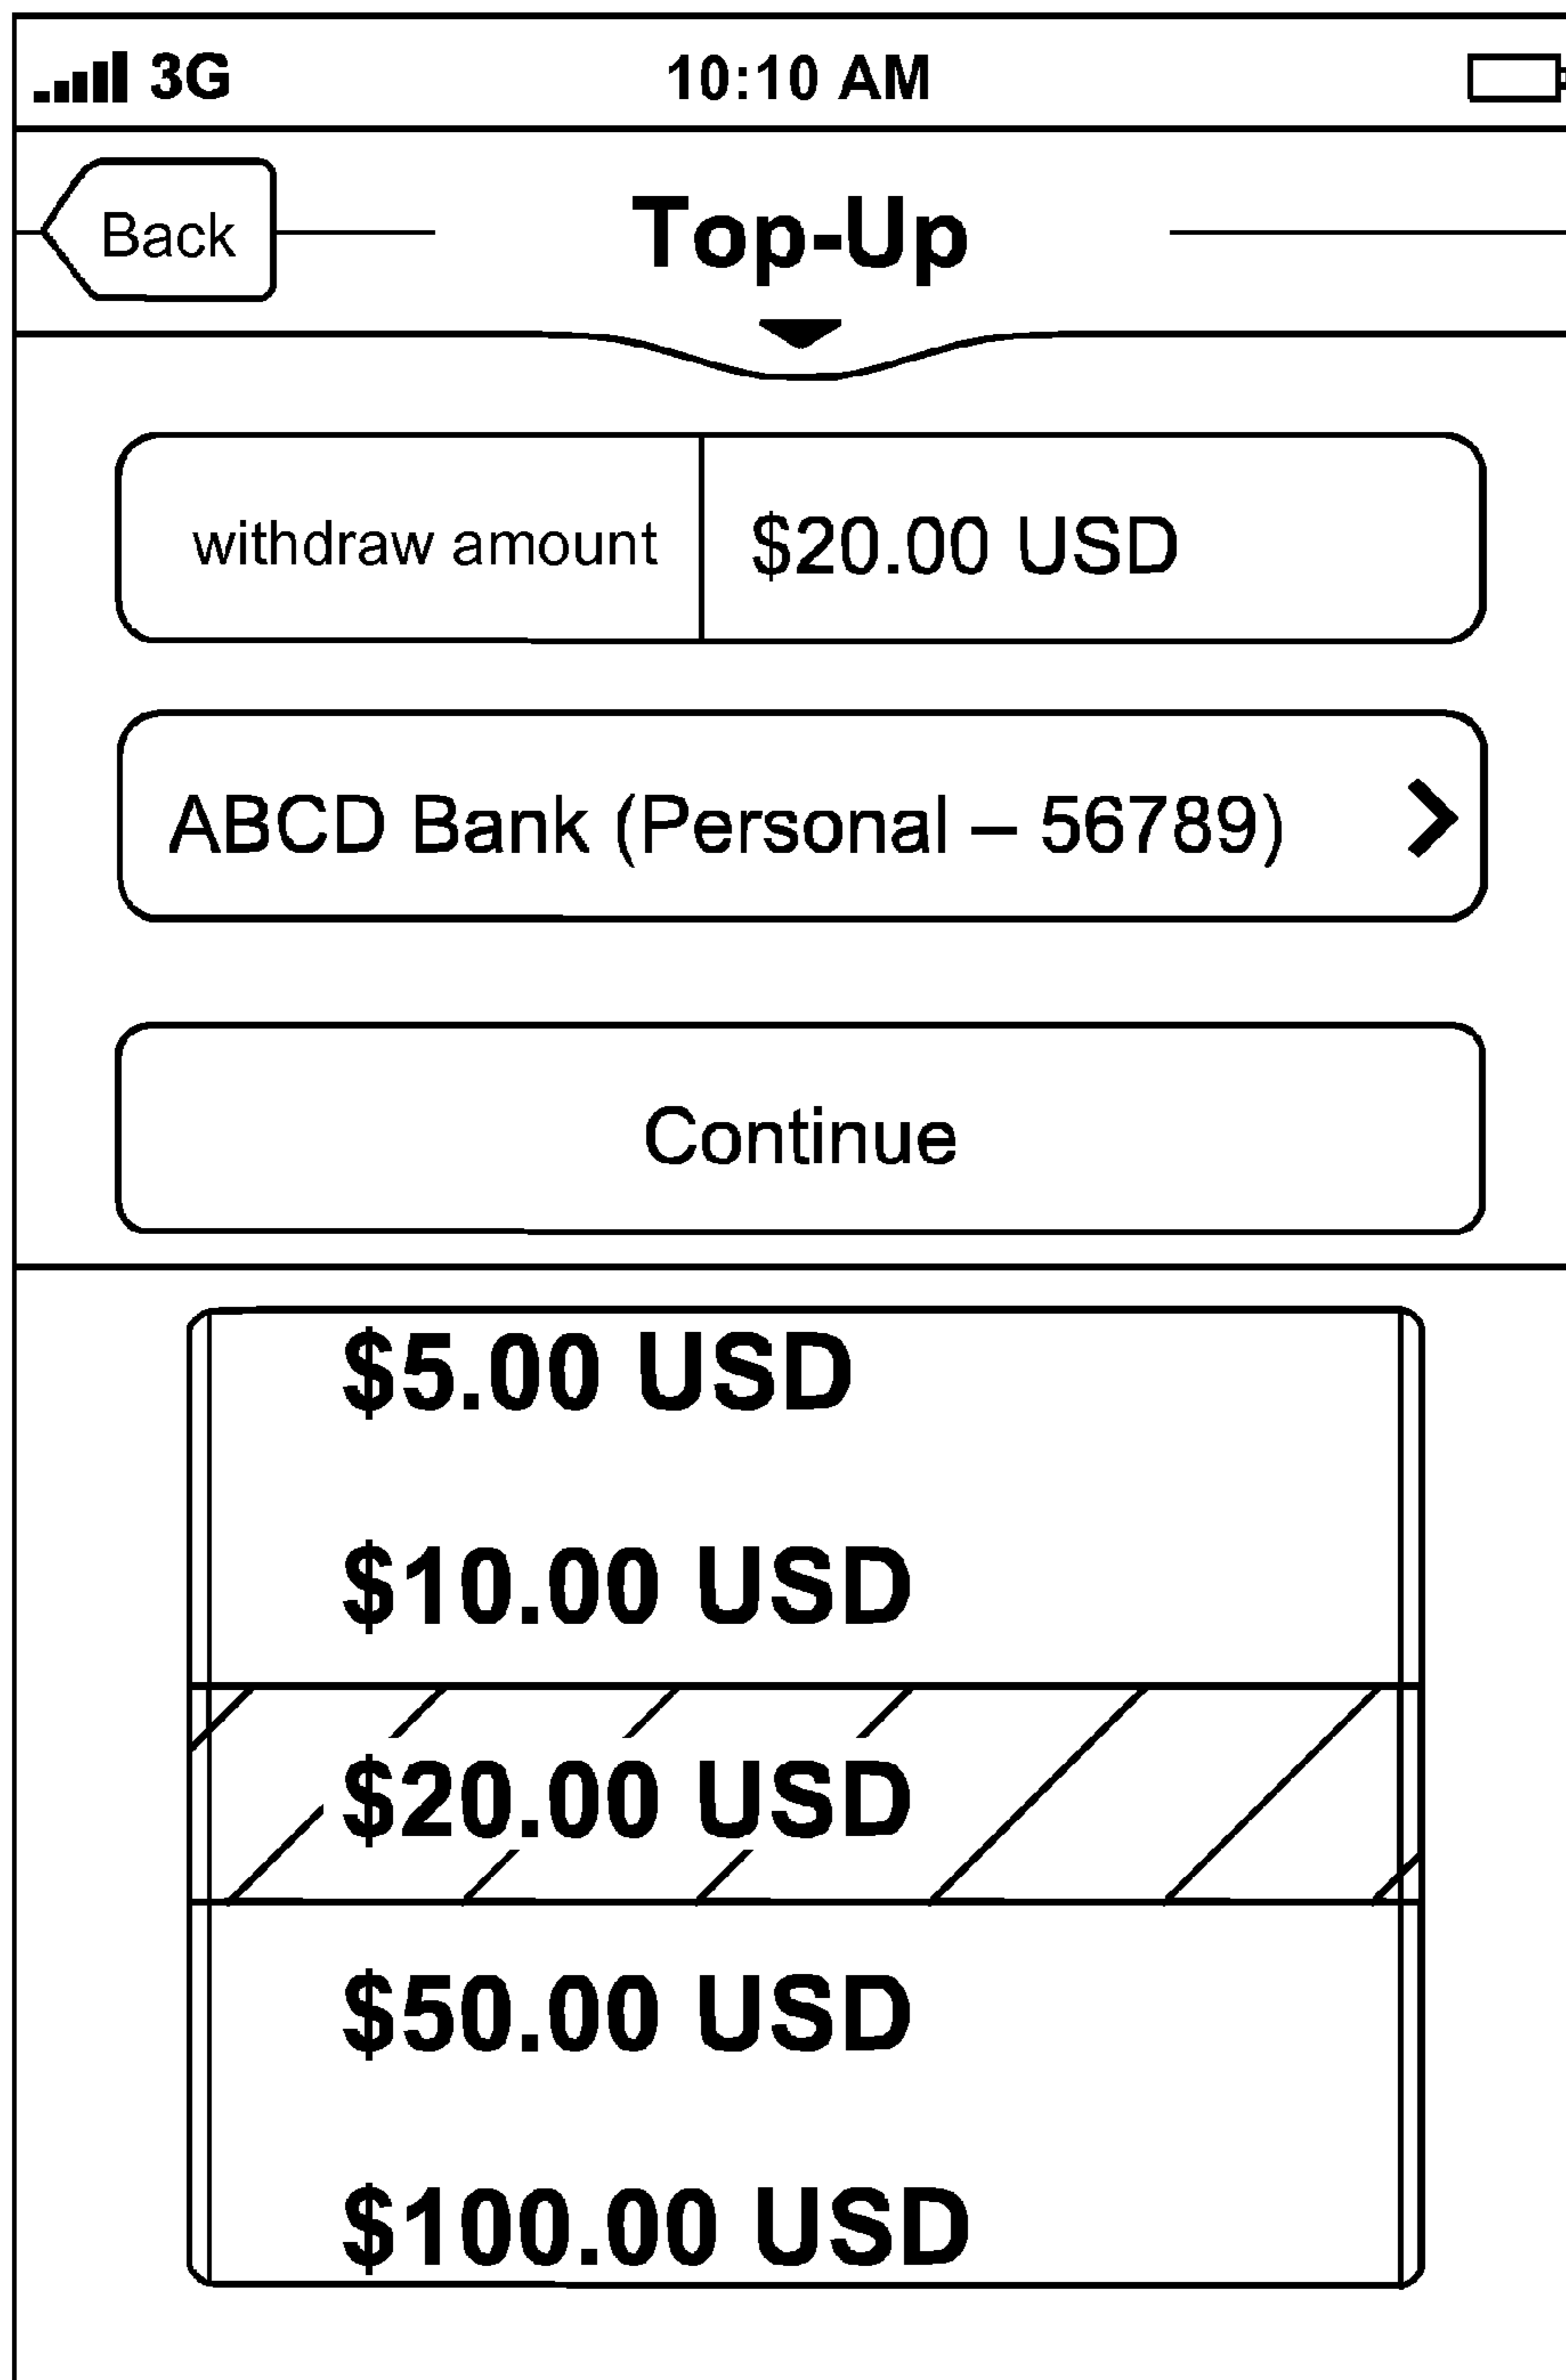 3G 10:10 AM
Back Top-Up
withdraw amount $20.00 USD
ABCD Bank (Personal – 56789)
Continue
$5.00 USD
$10.00 USD
$20.00 USD
$50.00 USD
$100.00 USD